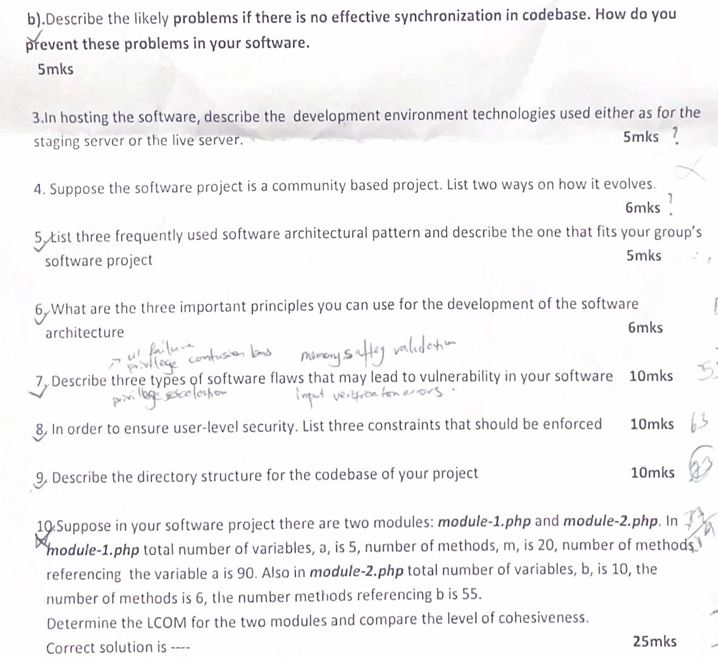 b).Describe the likely problems if there is no effective synchronization in codebase. How do you
prevent these problems in your software.
5mks
3.In hosting the software, describe the development environment technologies used either as for the
staging server or the live server.
5mks ?
4. Suppose the software project is a community based project. List two ways on how it evolves.
6mks ?
5. List three frequently used software architectural pattern and describe the one that fits your group's
software project
5mks
6. What are the three important principles you can use for the development of the software
architecture
6mks
failure
privilege confusion bugs
memory safety validation
7. Describe three types of software flaws that may lead to vulnerability in your software 10mks
privilege escalation input verification errors.
8. In order to ensure user-level security. List three constraints that should be enforced 10mks 63
9. Describe the directory structure for the codebase of your project 10mks
10.Suppose in your software project there are two modules: module-1.php and module-2.php. In
module-1.php total number of variables, a, is 5, number of methods, m, is 20, number of methods
referencing the variable a is 90. Also in module-2.php total number of variables, b, is 10, the
number of methods is 6, the number methods referencing b is 55.
Determine the LCOM for the two modules and compare the level of cohesiveness.
Correct solution is ----
25mks